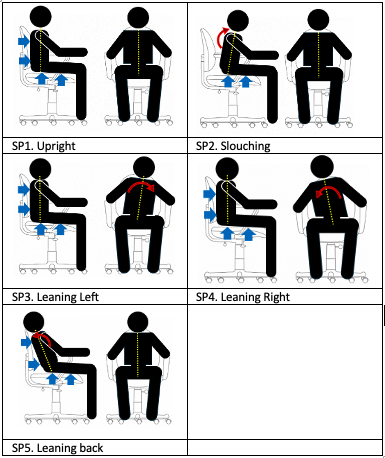 SP1. Upright
SP2. Slouching
SP3. Leaning Left
SP4. Leaning Right
SP5. Leaning back